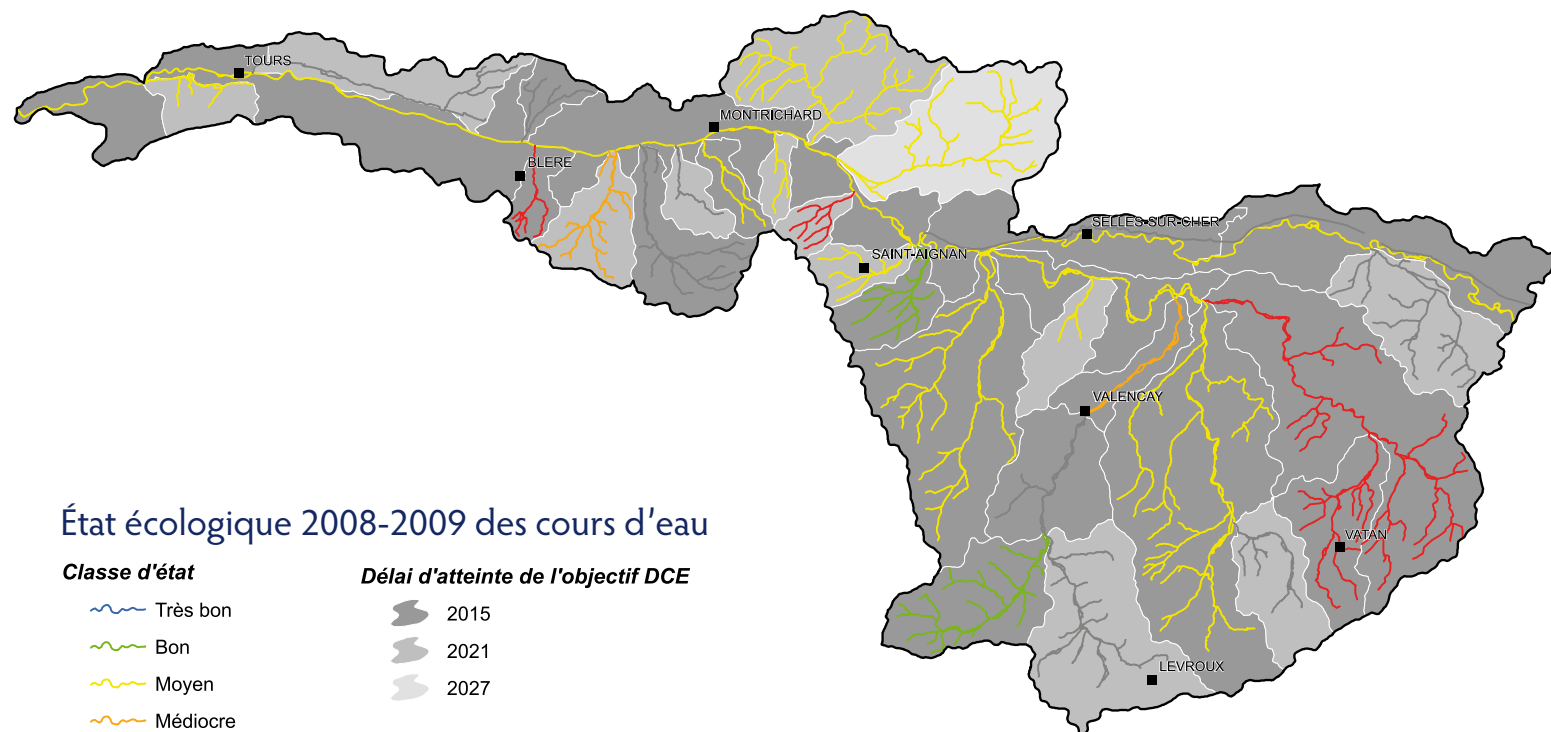 TOURS
MONTRICHARD
BLERE
SELLES-SUR-CHER
SAINT-AIGNAN
VALENCAY
VATAN
LEVROUX
État écologique 2008-2009 des cours d'eau
Classe d'état
Très bon
Bon
Moyen
Médiocre
Délai d'atteinte de l'objectif DCE
2015
2021
2027